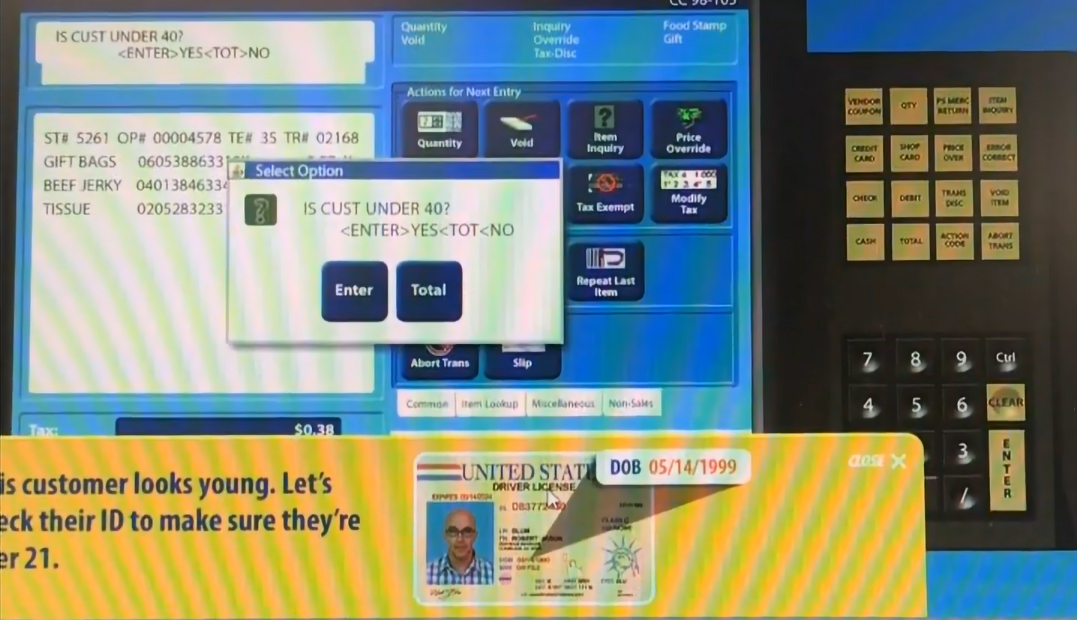 CC 98-105
IS CUST UNDER 40?
<ENTER>YES<TOT>NO
Quantity
Void
Inquiry
Override
Tax-Disc
Food Stamp
Gift
Actions for Next Entry
Quantity
Void
Item
Inquiry
Price
Override
Tax Exempt
TAX & 1 000
Modify
Tax
Repeat Last
Item
Abort Trans
Slip
ST# 5261 OP# 00004578 TE# 35 TR# 02168
GIFT BAGS 0605388633
BEEF JERKY 0401384633
TISSUE 0205283233
Select Option
IS CUST UNDER 40?
<ENTER>YES<TOT<NO
Enter
Total
Common
Item Lookup
Miscellaneous
Non-Sales
Tax:
$0.38
VENDOR
COUPON
QTY
PS MERC
RETURN
ITEM
INQUIRY
CREDIT
CARD
SHOP
CARD
PRICE
OVER
ERROR
CORRECT
CHECK
DEBIT
TRANS
DISC
VOID
ITEM
CASH
TOTAL
ACTION
CODE
ABORT
TRANS
7 8 9 Ctrl
4 5 6 CLEAR
3
/
ENTER
is customer looks young. Let's
eck their ID to make sure they're
er 21.
CLOSE X
UNITED STAT
DRIVER LICENSE
DOB 05/14/1999